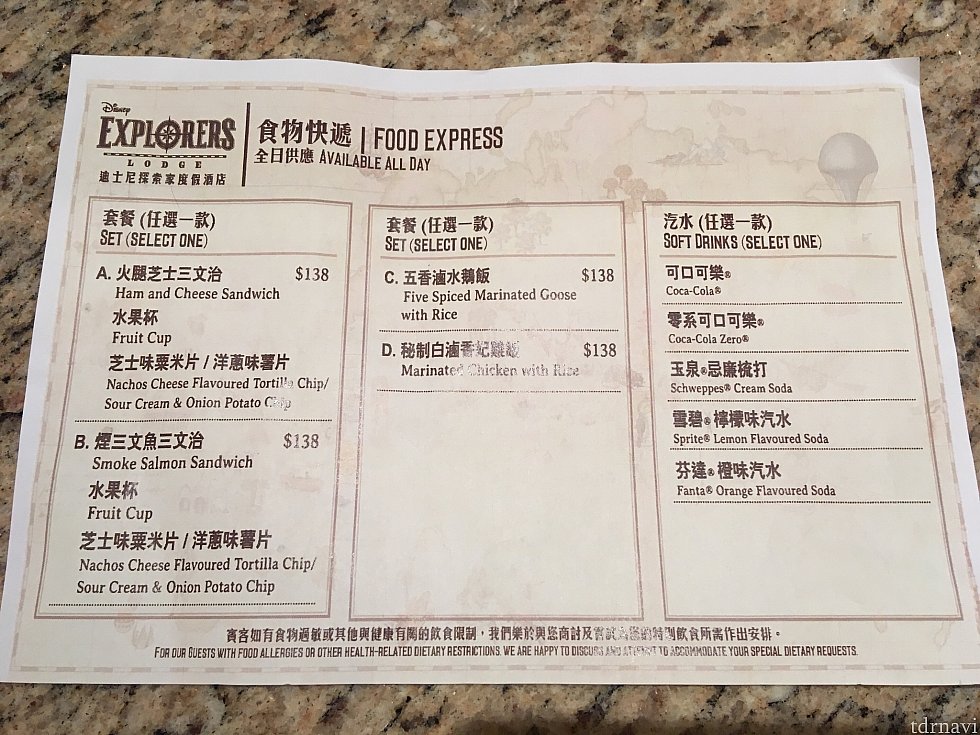 Disney
EXPLORERS
LODGE
迪士尼探索家度假酒店
食物快遞 | FOOD EXPRESS
全日供應 AVAILABLE ALL DAY
套餐 (任選一款)
SET (SELECT ONE)
A. 火腿芝士三文治 $138
Ham and Cheese Sandwich
水果杯
Fruit Cup
芝士味粟米片 / 洋蔥味薯片
Nachos Cheese Flavoured Tortilla Chip/
Sour Cream & Onion Potato Chip
B. 煙三文魚三文治 $138
Smoke Salmon Sandwich
水果杯
Fruit Cup
芝士味粟米片 / 洋蔥味薯片
Nachos Cheese Flavoured Tortilla Chip/
Sour Cream & Onion Potato Chip
套餐 (任選一款)
SET (SELECT ONE)
C. 五香滷水鵝飯 $138
Five Spiced Marinated Goose
with Rice
D. 秘制白滷香妃雞飯 $138
Marinated Chicken with Rice
汽水 (任選一款)
SOFT DRINKS (SELECT ONE)
可口可樂®
Coca-Cola®
零系可口可樂®
Coca-Cola Zero®
玉泉®忌廉梳打
Schweppes® Cream Soda
雪碧® 檸檬味汽水
Sprite® Lemon Flavoured Soda
芬達® 橙味汽水
Fanta® Orange Flavoured Soda
賓客如有食物過敏或其他與健康有關的飲食限制，我們樂於與您商討及嘗試為您的特別飲食所需作出安排。
FOR OUR GUESTS WITH FOOD ALLERGIES OR OTHER HEALTH-RELATED DIETARY RESTRICTIONS, WE ARE HAPPY TO DISCUSS AND ATTEMPT TO ACCOMMODATE YOUR SPECIAL DIETARY REQUESTS.
tdrnavi